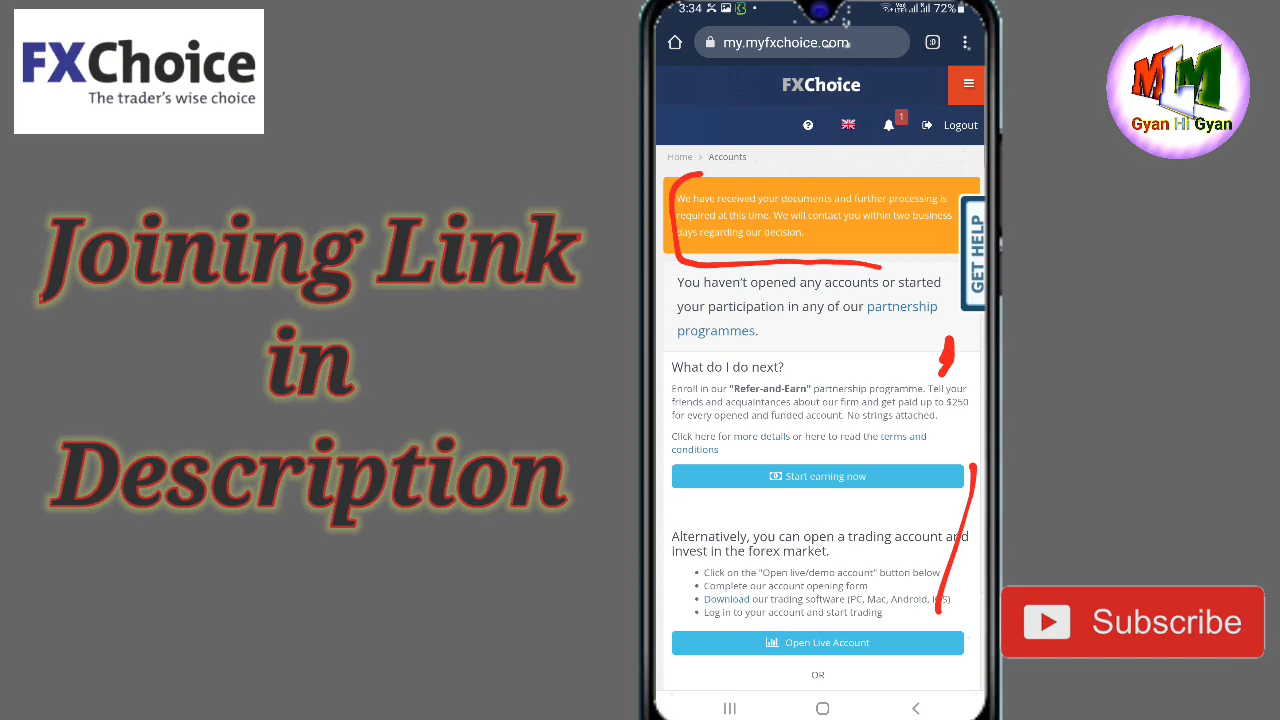 FXChoice
The trader's wise choice
Joining Link
in
Description
3:34
72%
my.myfxchoice.com
:D
FXChoice
1
Logout
Home > Accounts
We have received your documents and further processing is
required at this time. We will contact you within two business
days regarding our decision.
GET HELP
You haven't opened any accounts or started
your participation in any of our partnership
programmes.
What do I do next?
Enroll in our "Refer-and-Earn" partnership programme. Tell your
friends and acquaintances about our firm and get paid up to $250
for every opened and funded account. No strings attached.
Click here for more details or here to read the terms and
conditions
Start earning now
Alternatively, you can open a trading account and
invest in the forex market.
• Click on the "Open live/demo account" button below
• Complete our account opening form
• Download our trading software (PC, Mac, Android, iOS)
• Log in to your account and start trading
Open Live Account
OR
MM
Gyan Hi Gyan
Subscribe